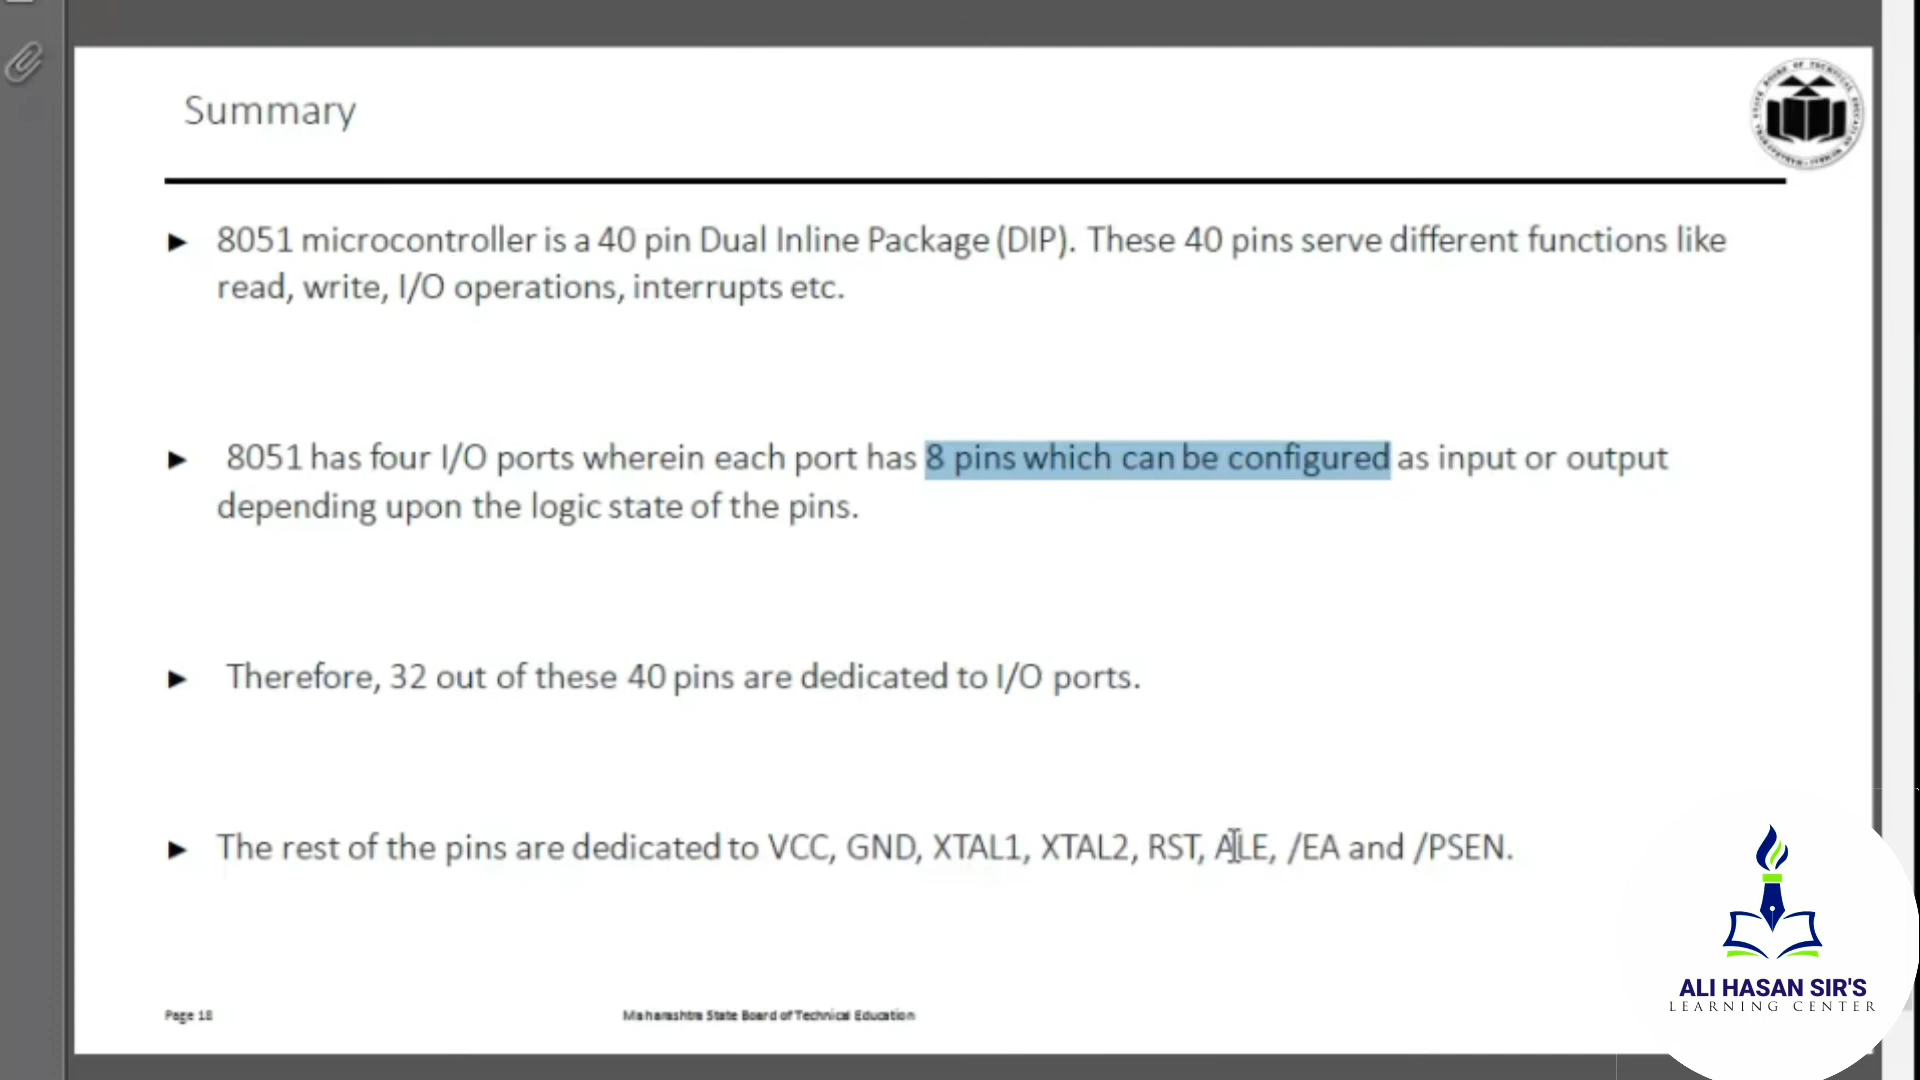 Summary
▶ 8051 microcontroller is a 40 pin Dual Inline Package (DIP). These 40 pins serve different functions like
read, write, I/O operations, interrupts etc.
▶ 8051 has four I/O ports wherein each port has 8 pins which can be configured as input or output
depending upon the logic state of the pins.
▶ Therefore, 32 out of these 40 pins are dedicated to I/O ports.
▶ The rest of the pins are dedicated to VCC, GND, XTAL1, XTAL2, RST, ALE, /EA and /PSEN.
Page 18
Maharashtra State Board of Technical Education
ALI HASAN SIR'S
LEARNING CENTER